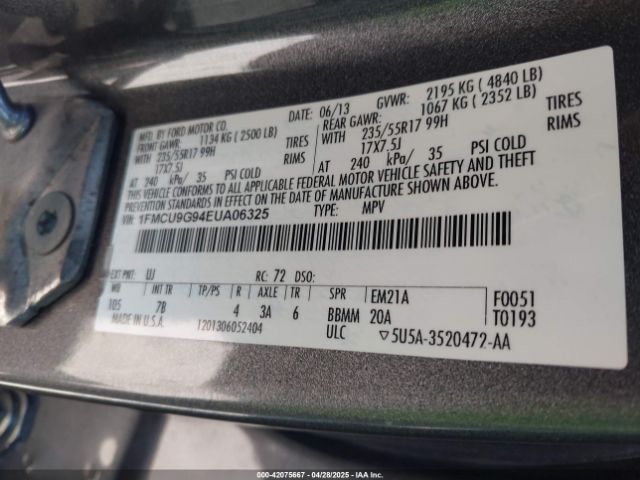 MFD. BY FORD MOTOR CO. 06/13 GVWR: 2195 KG ( 4840 LB)
FRONT GAWR: 1134 KG ( 2500 LB) REAR GAWR: 1067 KG ( 2352 LB)
WITH 235/55R17 99H TIRES WITH 235/55R17 99H TIRES
17X7.5J RIMS 17X7.5J RIMS
AT 240 kPa/ 35 PSI COLD AT 240 kPa/ 35 PSI COLD
THIS VEHICLE CONFORMS TO ALL APPLICABLE FEDERAL MOTOR VEHICLE SAFETY AND THEFT
PREVENTION STANDARDS IN EFFECT ON THE DATE OF MANUFACTURE SHOWN ABOVE.
VIN: 1FMCU9G94EUA06325 TYPE: MPV
EXT PNT: UJ RC: 72 DSO:
WB INT TR TP/PS R AXLE TR SPR EM21A F0051
105 7B 4 3A 6 BBMM 20A T0193
MADE IN U.S.A. 1201306052404 ULC ▽5U5A-3520472-AA
000-42075667 - 04/28/2025 - IAAI.com